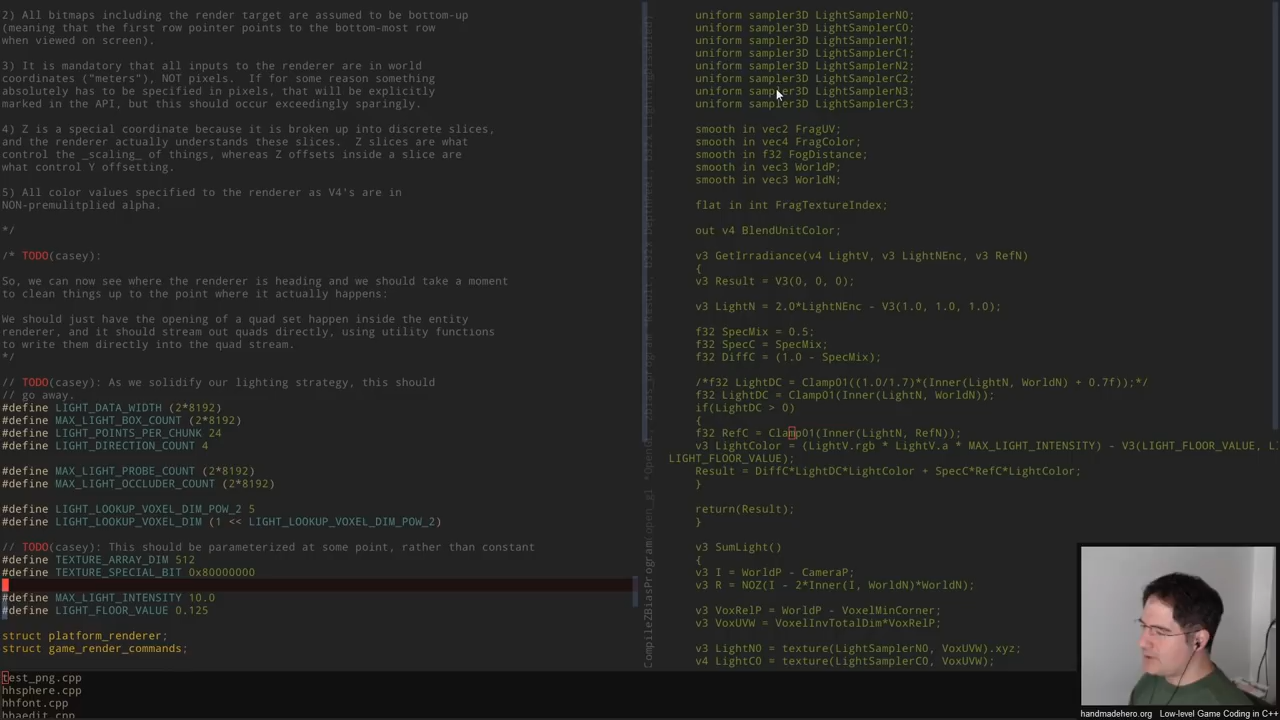 2) All bitmaps including the render target are assumed to be bottom-up
(meaning that the first row pointer points to the bottom-most row
when viewed on screen).
3) It is mandatory that all inputs to the renderer are in world
coordinates ("meters"), NOT pixels.  If for some reason something
absolutely has to be specified in pixels, that will be explicitly
marked in the API, but this should occur exceedingly sparingly.
4) Z is a special coordinate because it is broken up into discrete slices,
and the renderer actually understands these slices.  Z slices are what
control the _scaling_ of things, whereas Z offsets inside a slice are
what control Y offsetting.
5) All color values specified to the renderer as V4's are in
NON-premulitplied alpha.
*/
/* TODO(casey):
So, we can now see where the renderer is heading and we should take a moment
to clean things up to the point where it actually happens:
We should just have the opening of a quad set happen inside the entity
renderer, and it should stream out quads directly, using utility functions
to write them directly into the quad stream.
*/
// TODO(casey): As we solidify our lighting strategy, this should
// go away.
#define LIGHT_DATA_WIDTH (2*8192)
#define MAX_LIGHT_BOX_COUNT (2*8192)
#define LIGHT_POINTS_PER_CHUNK 24
#define LIGHT_DIRECTION_COUNT 4
#define MAX_LIGHT_PROBE_COUNT (2*8192)
#define MAX_LIGHT_OCCLUDER_COUNT (2*8192)
#define LIGHT_LOOKUP_VOXEL_DIM_POW_2 5
#define LIGHT_LOOKUP_VOXEL_DIM (1 << LIGHT_LOOKUP_VOXEL_DIM_POW_2)
// TODO(casey): This should be parameterized at some point, rather than constant
#define TEXTURE_ARRAY_DIM 512
#define TEXTURE_SPECIAL_BIT 0x80000000
#define MAX_LIGHT_INTENSITY 10.0
#define LIGHT_FLOOR_VALUE 0.125
struct platform_renderer;
struct game_render_commands;
test_png.cpp
hhsphere.cpp
hhfont.cpp
hhaedit.cpp
CompileZBiasProgram
uniform sampler3D LightSamplerN0;
uniform sampler3D LightSamplerC0;
uniform sampler3D LightSamplerN1;
uniform sampler3D LightSamplerC1;
uniform sampler3D LightSamplerN2;
uniform sampler3D LightSamplerC2;
uniform sampler3D LightSamplerN3;
uniform sampler3D LightSamplerC3;
smooth in vec2 FragUV;
smooth in vec4 FragColor;
smooth in f32 FogDistance;
smooth in vec3 WorldP;
smooth in vec3 WorldN;
flat in int FragTextureIndex;
out v4 BlendUnitColor;
v3 GetIrradiance(v4 LightV, v3 LightNEnc, v3 RefN)
{
v3 Result = V3(0, 0, 0);
v3 LightN = 2.0*LightNEnc - V3(1.0, 1.0, 1.0);
f32 SpecMix = 0.5;
f32 SpecC = SpecMix;
f32 DiffC = (1.0 - SpecMix);
/*f32 LightDC = Clamp01((1.0/1.7)*(Inner(LightN, WorldN) + 0.7f));*/
f32 LightDC = Clamp01(Inner(LightN, WorldN));
if(LightDC > 0)
{
f32 RefC = Clamp01(Inner(LightN, RefN));
v3 LightColor = (LightV.rgb * LightV.a * MAX_LIGHT_INTENSITY) - V3(LIGHT_FLOOR_VALUE, L
LIGHT_FLOOR_VALUE);
Result = DiffC*LightDC*LightColor + SpecC*RefC*LightColor;
}
return(Result);
}
v3 SumLight()
{
v3 I = WorldP - CameraP;
v3 R = NOZ(I - 2*Inner(I, WorldN)*WorldN);
v3 VoxRelP = WorldP - VoxelMinCorner;
v3 VoxUVW = VoxelInvTotalDim*VoxRelP;
v3 LightN0 = texture(LightSamplerN0, VoxUVW).xyz;
v4 LightC0 = texture(LightSamplerC0, VoxUVW);
handmadehero.org   Low-level Game Coding in C++